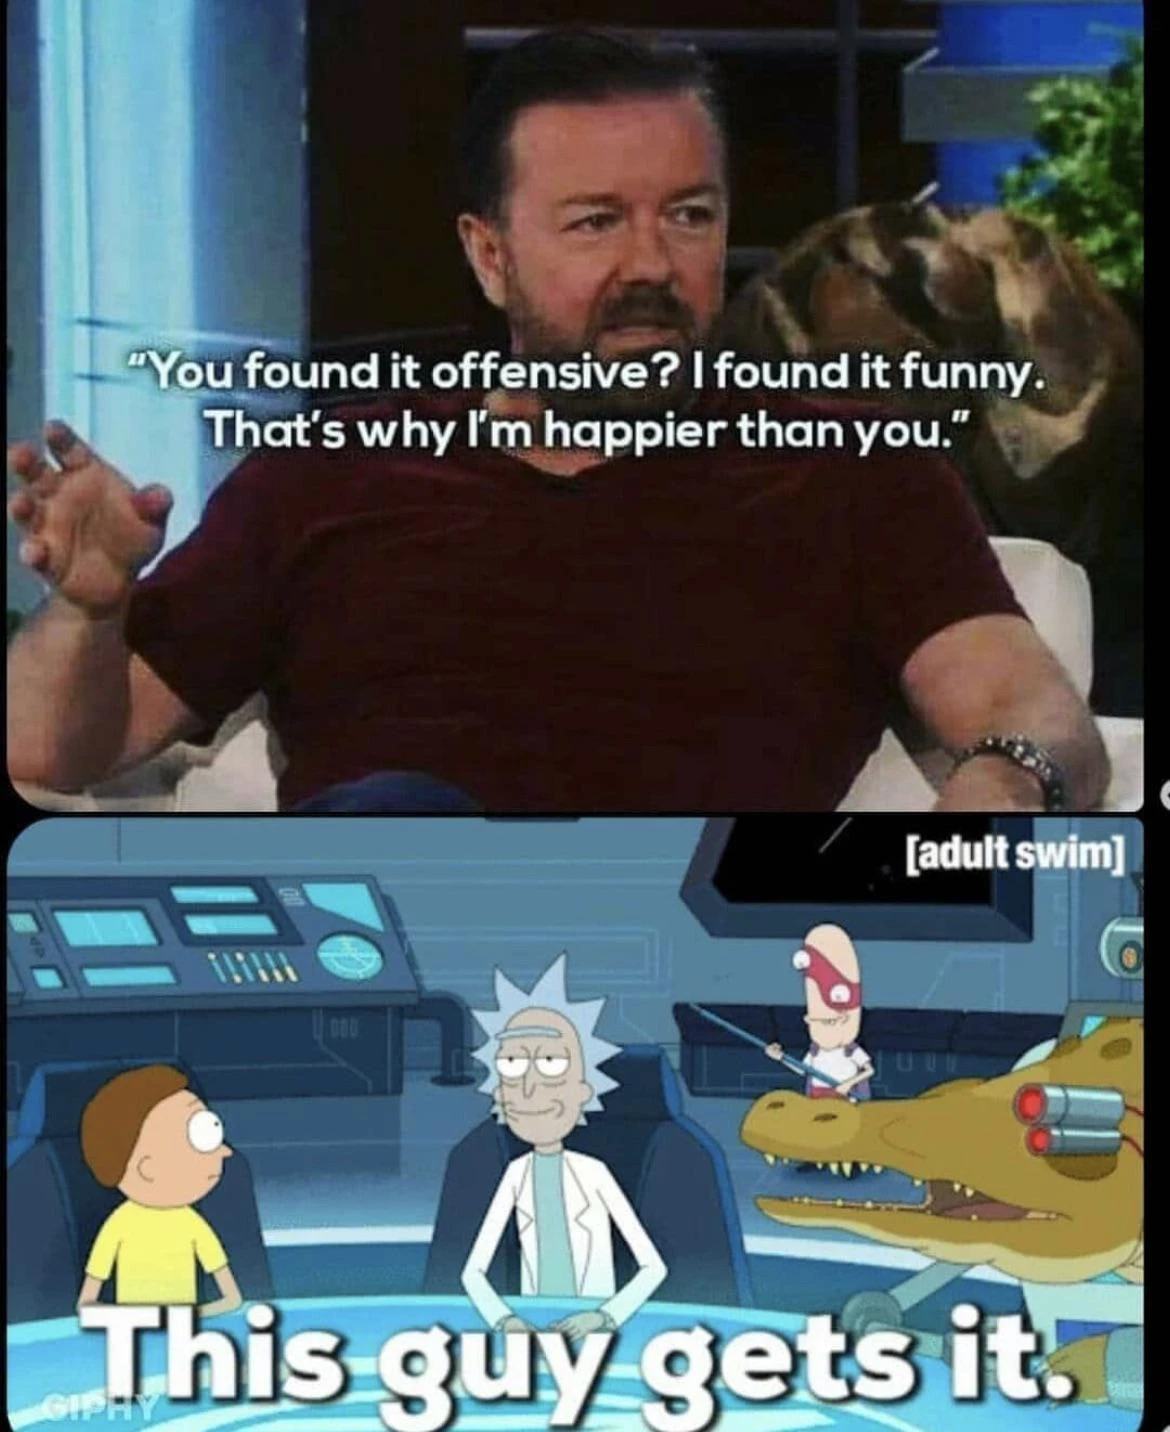 "You found it offensive? I found it funny.
That's why I'm happier than you."
[adult swim]
This guy gets it.
GIPHY